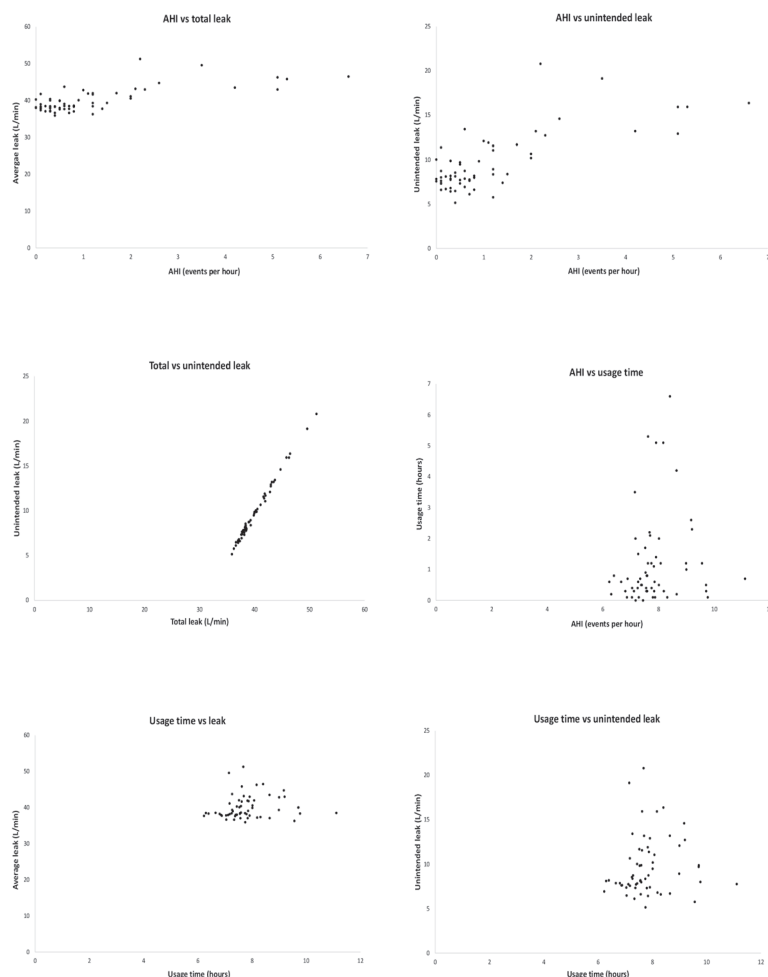 AHI vs total leak
60
50
40
30
20
10
0
Avergae leak (L/min)
0 1 2 3 4 5 6 7
AHI (events per hour)
AHI vs unintended leak
25
20
15
10
5
0
Unintended leak (L/min)
0 1 2 3 4 5 6 7
AHI (events per hour)
Total vs unintended leak
25
20
15
10
5
0
Unintended leak (L/min)
0 10 20 30 40 50 60
Total leak (L/min)
AHI vs usage time
7
6
5
4
3
2
1
0
Usage time (hours)
0 2 4 6 8 10 12
AHI (events per hour)
Usage time vs leak
60
50
40
30
20
10
0
Average leak (L/min)
0 2 4 6 8 10 12
Usage time (hours)
Usage time vs unintended leak
25
20
15
10
5
0
Unintended leak (L/min)
0 2 4 6 8 10 12
Usage time (hours)